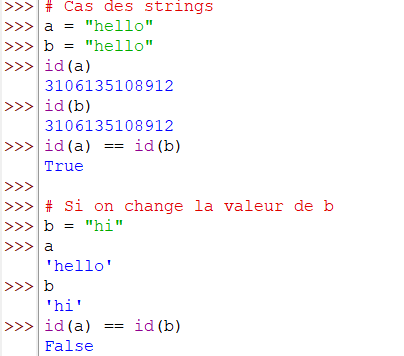 >>> # Cas des strings
>>> a = "hello"
>>> b = "hello"
>>> id(a)
3106135108912
>>> id(b)
3106135108912
>>> id(a) == id(b)
True
>>>
>>> # Si on change la valeur de b
>>> b = "hi"
>>> a
'hello'
>>> b
'hi'
>>> id(a) == id(b)
False